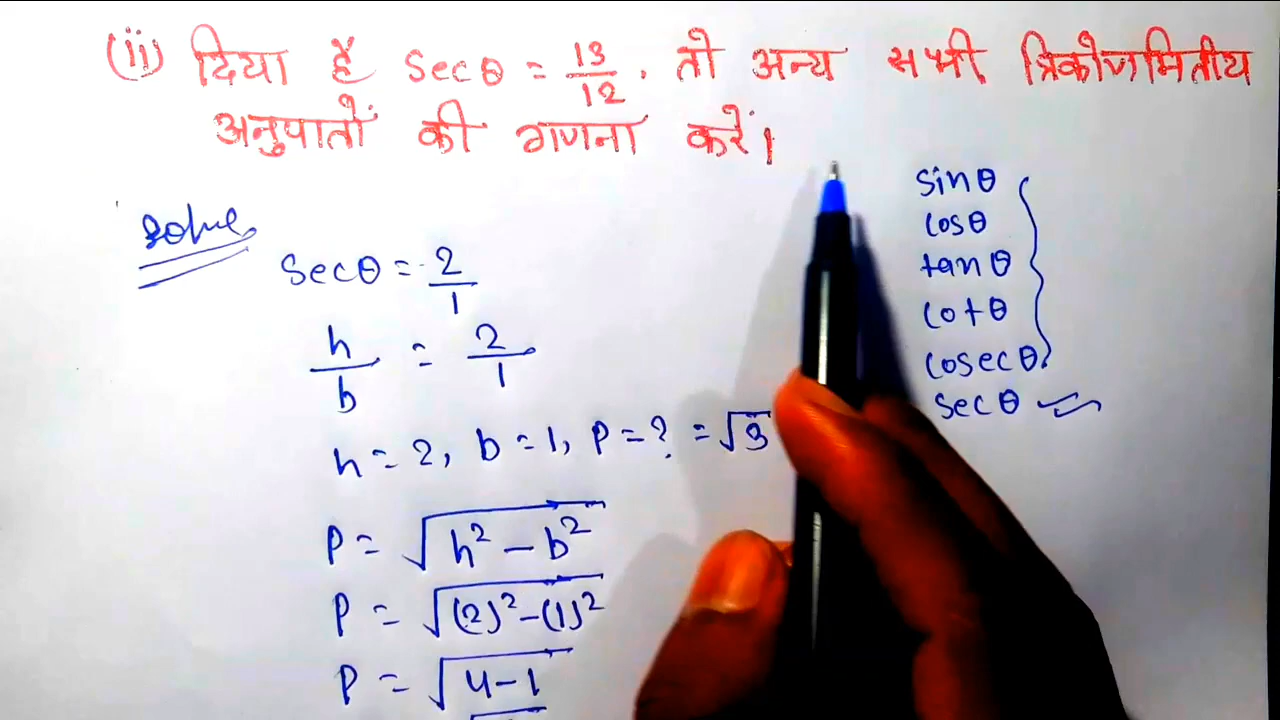 (ii) दिया है secθ = 13/12 . तो अन्य सभी त्रिकोणमितीय
अनुपातों की गणना करें।
solve
secθ = 2/1
h/b = 2/1
h = 2, b = 1, P = ? = √3
P = √h² - b²
P = √(2)² - (1)²
P = √4 - 1
sinθ
cosθ
tanθ
cotθ
cosecθ
secθ